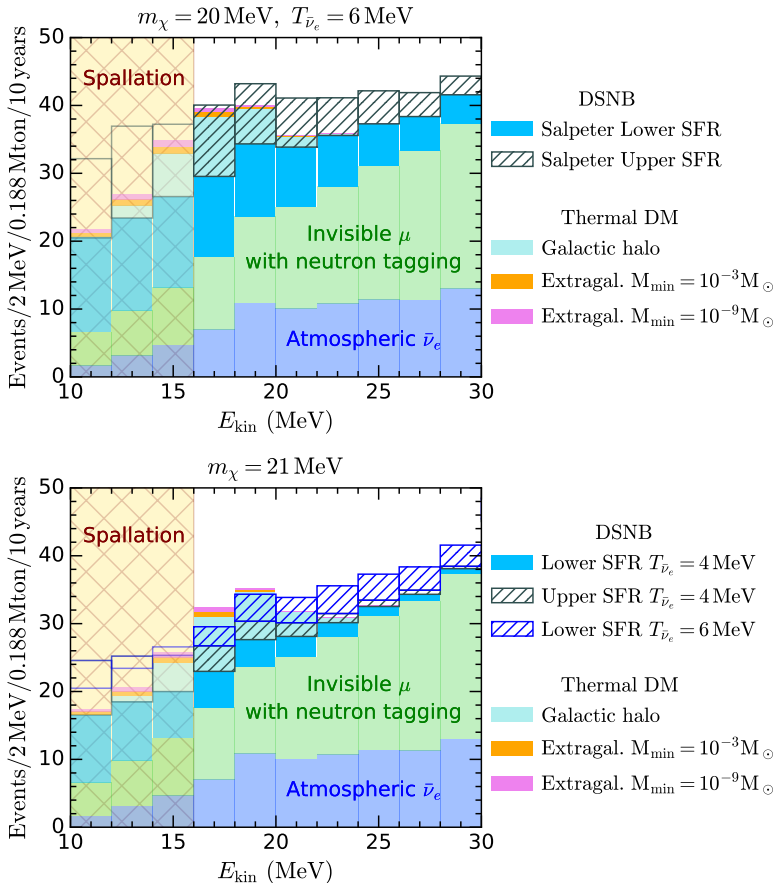 m_χ = 20 MeV, T_ν̄e = 6 MeV
Events/2 MeV/0.188 Mton/10 years
50
40
30
20
10
0
Spallation
Invisible μ
with neutron tagging
Atmospheric ν̄e
10
15
20
25
30
E_kin (MeV)
DSNB
Salpeter Lower SFR
Salpeter Upper SFR
Thermal DM
Galactic halo
Extragal. M_min = 10^−3 M_⊙
Extragal. M_min = 10^−9 M_⊙
m_χ = 21 MeV
Events/2 MeV/0.188 Mton/10 years
50
40
30
20
10
0
Spallation
Invisible μ
with neutron tagging
Atmospheric ν̄e
10
15
20
25
30
E_kin (MeV)
DSNB
Lower SFR T_ν̄e = 4 MeV
Upper SFR T_ν̄e = 4 MeV
Lower SFR T_ν̄e = 6 MeV
Thermal DM
Galactic halo
Extragal. M_min = 10^−3 M_⊙
Extragal. M_min = 10^−9 M_⊙